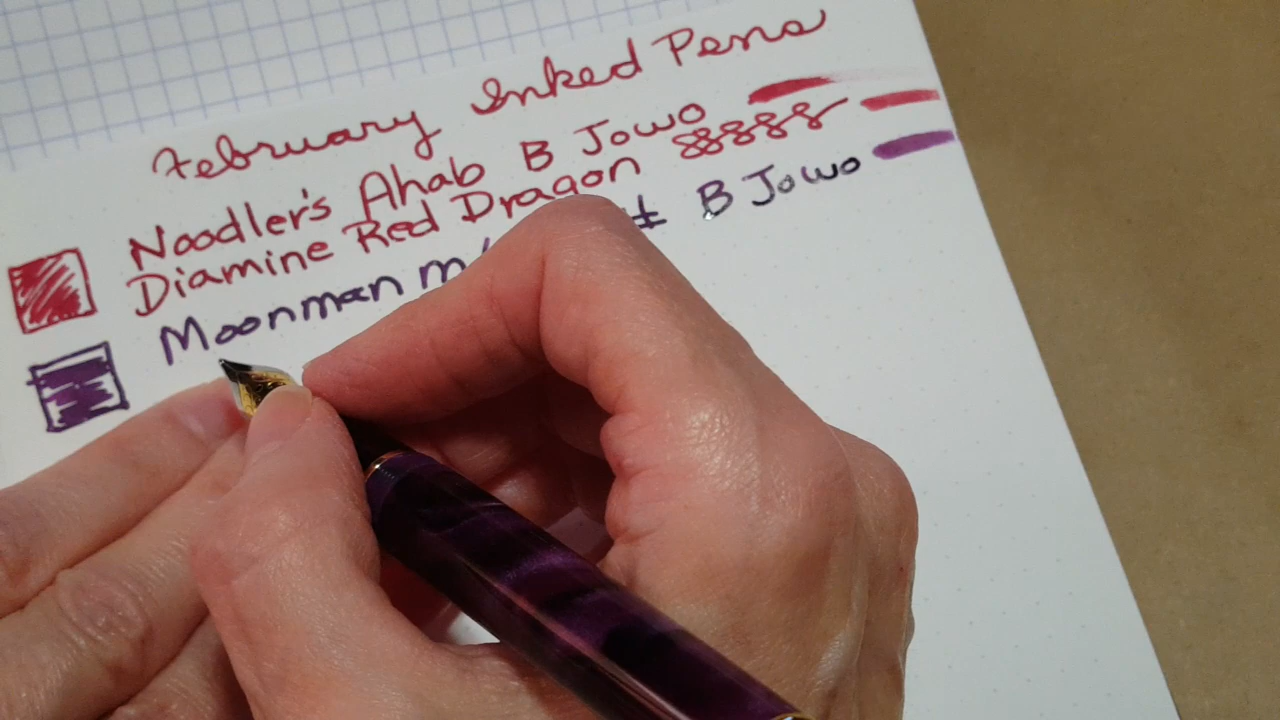 February Inked Pens
Noodler's Ahab B Jowo
Diamine Red Dragon
Moonman B Jowo